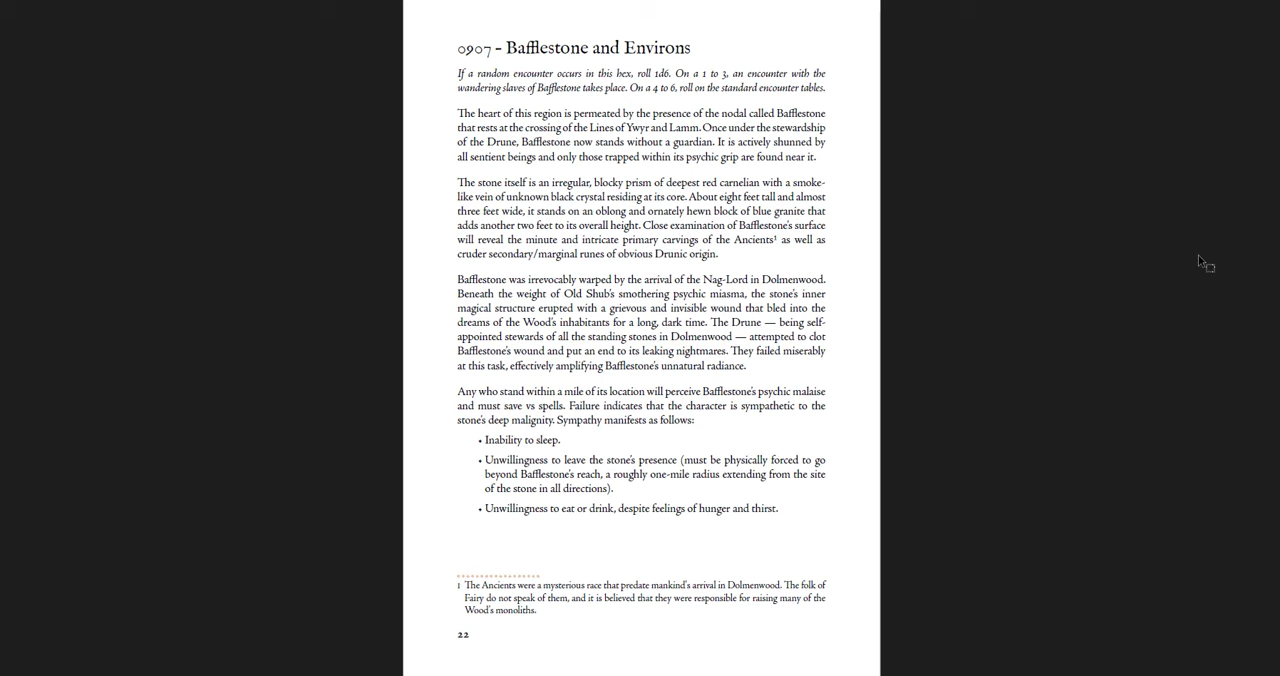 0907 - Bafflestone and Environs
If a random encounter occurs in this hex, roll 1d6. On a 1 to 3, an encounter with the
wandering slaves of Bafflestone takes place. On a 4 to 6, roll on the standard encounter tables.
The heart of this region is permeated by the presence of the nodal called Bafflestone
that rests at the crossing of the Lines of Ywyr and Lamm. Once under the stewardship
of the Drune, Bafflestone now stands without a guardian. It is actively shunned by
all sentient beings and only those trapped within its psychic grip are found near it.
The stone itself is an irregular, blocky prism of deepest red carnelian with a smoke-
like vein of unknown black crystal residing at its core. About eight feet tall and almost
three feet wide, it stands on an oblong and ornately hewn block of blue granite that
adds another two feet to its overall height. Close examination of Bafflestone's surface
will reveal the minute and intricate primary carvings of the Ancients¹ as well as
cruder secondary/marginal runes of obvious Drunic origin.
Bafflestone was irrevocably warped by the arrival of the Nag-Lord in Dolmenwood.
Beneath the weight of Old Shub's smothering psychic miasma, the stone's inner
magical structure erupted with a grievous and invisible wound that bled into the
dreams of the Wood's inhabitants for a long, dark time. The Drune — being self-
appointed stewards of all the standing stones in Dolmenwood — attempted to clot
Bafflestone's wound and put an end to its leaking nightmares. They failed miserably
at this task, effectively amplifying Bafflestone's unnatural radiance.
Any who stand within a mile of its location will perceive Bafflestone's psychic malaise
and must save vs spells. Failure indicates that the character is sympathetic to the
stone's deep malignity. Sympathy manifests as follows:
• Inability to sleep.
• Unwillingness to leave the stone's presence (must be physically forced to go
beyond Bafflestone's reach, a roughly one-mile radius extending from the site
of the stone in all directions).
• Unwillingness to eat or drink, despite feelings of hunger and thirst.
1 The Ancients were a mysterious race that predate mankind's arrival in Dolmenwood. The folk of
Fairy do not speak of them, and it is believed that they were responsible for raising many of the
Wood's monoliths.
22